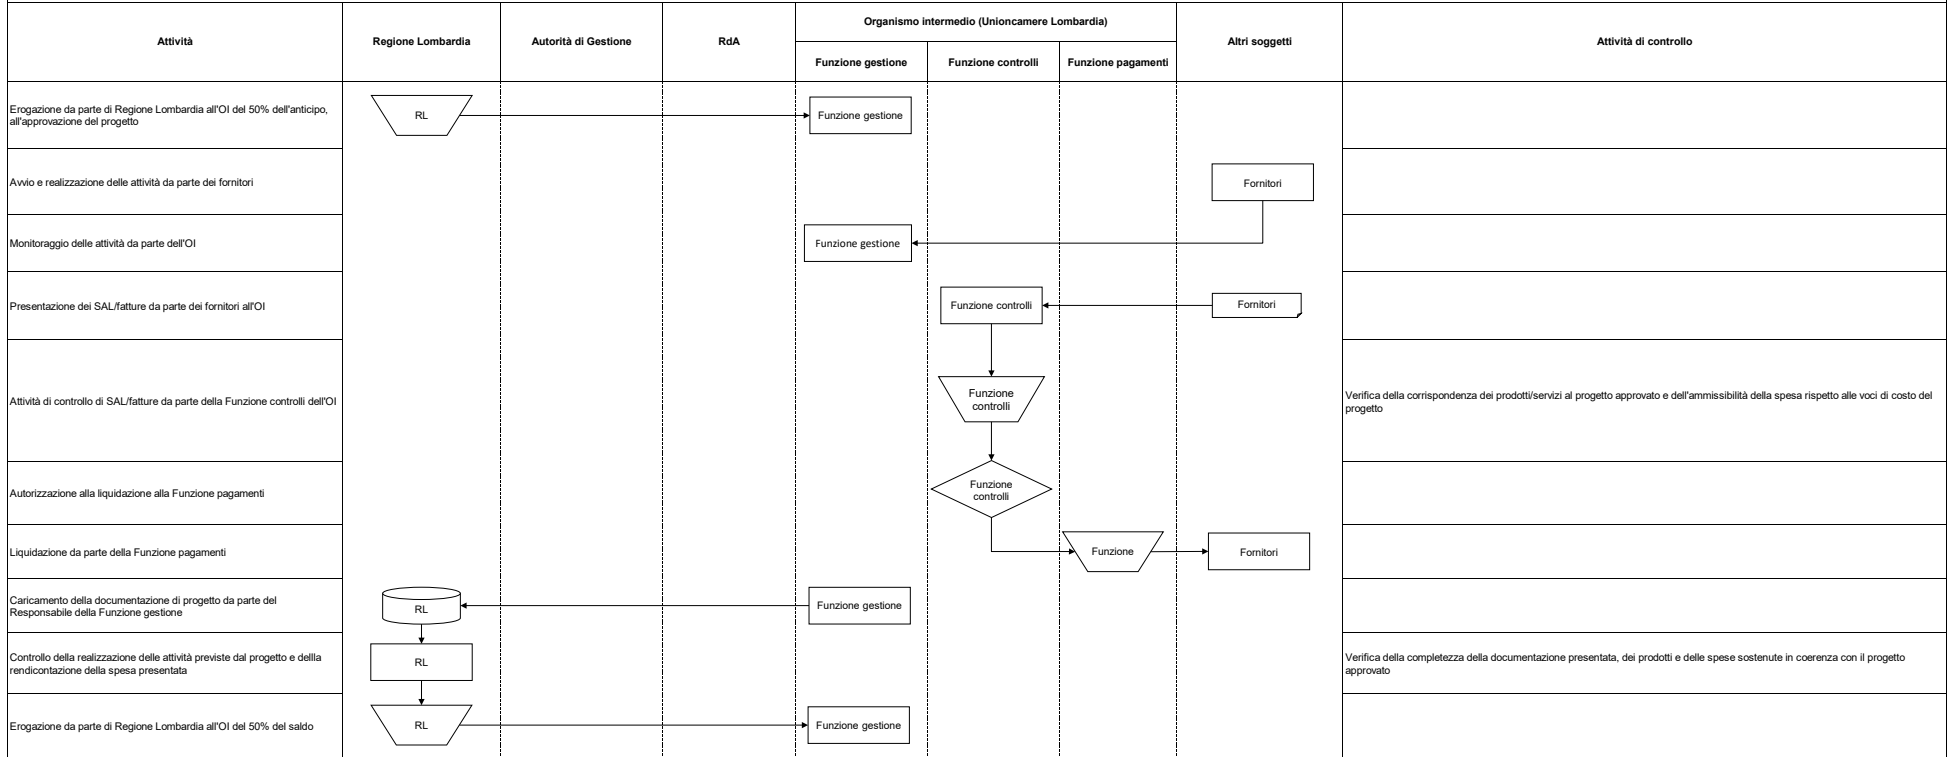 Attività
Regione Lombardia
Autorità di Gestione
RdA
Organismo intermedio (Unioncamere Lombardia)
Funzione gestione
Funzione controlli
Funzione pagamenti
Altri soggetti
Attività di controllo
Erogazione da parte di Regione Lombardia all'OI del 50% dell'anticipo,
all'approvazione del progetto
RL
Funzione gestione
Avvio e realizzazione delle attività da parte dei fornitori
Fornitori
Monitoraggio delle attività da parte dell'OI
Funzione gestione
Presentazione dei SAL/fatture da parte dei fornitori all'OI
Funzione controlli
Fornitori
Attività di controllo di SAL/fatture da parte della Funzione controlli dell'OI
Funzione
controlli
Verifica della corrispondenza dei prodotti/servizi al progetto approvato e dell'ammissibilità della spesa rispetto alle voci di costo del
progetto
Autorizzazione alla liquidazione alla Funzione pagamenti
Funzione
controlli
Liquidazione da parte della Funzione pagamenti
Funzione
Fornitori
Caricamento della documentazione di progetto da parte del
Responsabile della Funzione gestione
RL
Funzione gestione
Controllo della realizzazione delle attività previste dal progetto e dellla
rendicontazione della spesa presentata
RL
Verifica della completezza della documentazione presentata, dei prodotti e delle spese sostenute in coerenza con il progetto
approvato
Erogazione da parte di Regione Lombardia all'OI del 50% del saldo
RL
Funzione gestione